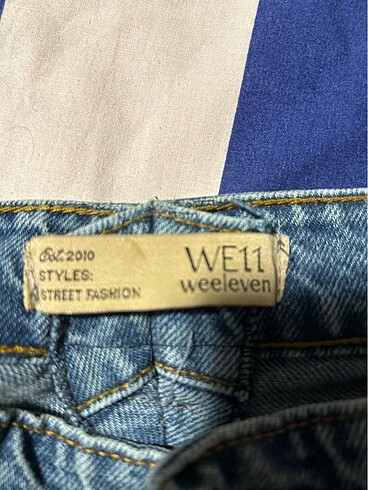 Est. 2010
STYLES:
STREET FASHION
WE11
weeleven